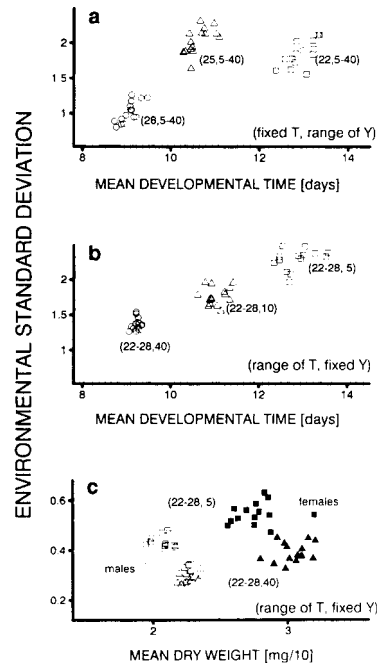 ENVIRONMENTAL STANDARD DEVIATION
a
2
1 5
1
(25,5-40)
(22,5-40)
(28,5-40)
(fixed T, range of Y)
8 10 12 14
MEAN DEVELOPMENTAL TIME [days]
b
2
1.5
1
(22-28, 5)
(22-28,10)
(22-28,40)
(range of T, fixed Y)
8 10 12 14
MEAN DEVELOPMENTAL TIME [days]
c
0.6
0.4
0.2
(22-28, 5)
females
males
(22-28,40)
(range of T, fixed Y)
2 3
MEAN DRY WEIGHT [mg/10]